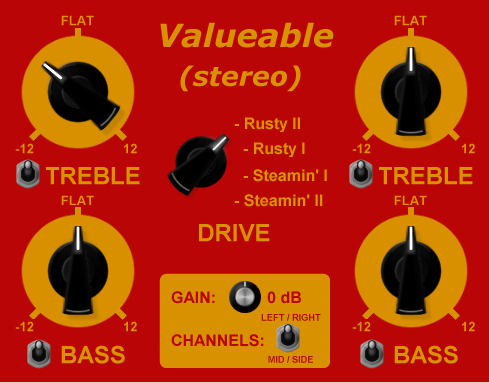 FLAT
Valueable
FLAT
(stereo)
- Rusty II
- Rusty I
-12
12
-12
12
- Steamin' I
TREBLE
TREBLE
- Steamin' II
FLAT
FLAT
DRIVE
GAIN:
0 dB
LEFT / RIGHT
-12
12
-12
12
CHANNELS:
BASS
MID / SIDE
BASS